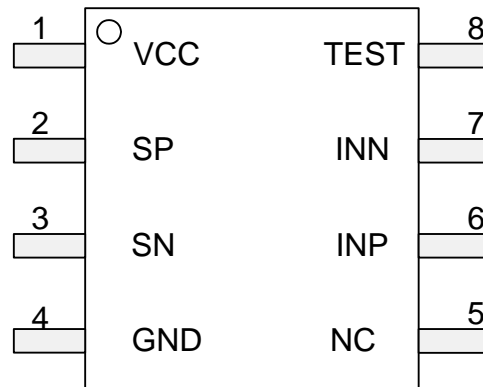 1 VCC TEST 8
2 SP INN 7
3 SN INP 6
4 GND NC 5